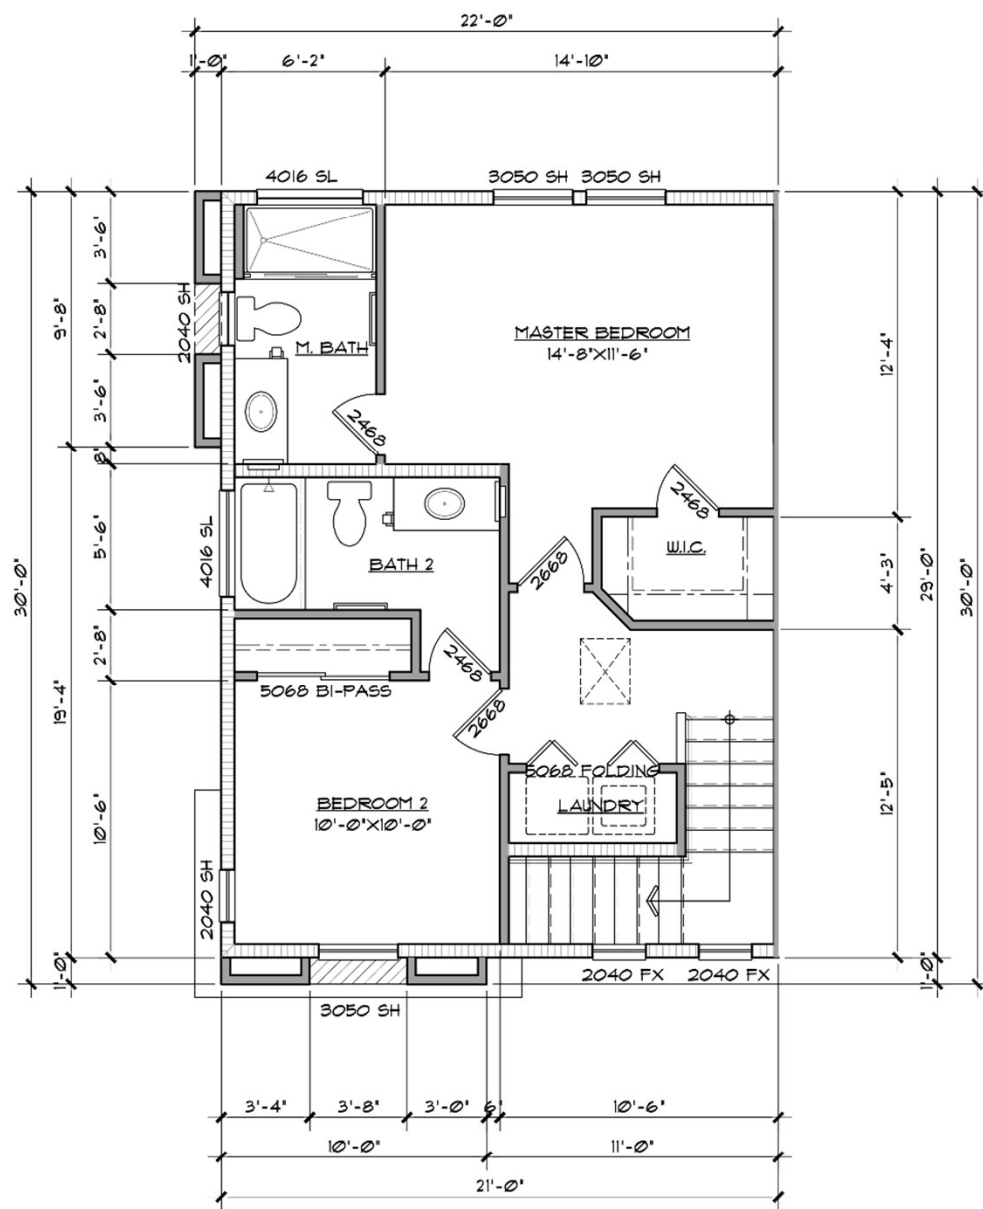 22'-0"
1'-0" 6'-2" 14'-10"
4016 SL 3050 SH 3050 SH
3'-6"
2'-8"
3'-6"
8"
5'-6"
2'-8"
10'-6"
1'-0"
9'-8"
19'-4"
30'-0"
2040 SH
4016 SL
2040 SH
M. BATH
2468
MASTER BEDROOM
14'-8"X11'-6"
2468
W.I.C.
BATH 2
2668
2468
5068 BI-PASS
2668
5068 FOLDING
LAUNDRY
BEDROOM 2
10'-0"X10'-0"
12'-4"
4'-3"
12'-5"
29'-0"
1'-0"
30'-0"
2040 FX 2040 FX
3050 SH
3'-4" 3'-8" 3'-0" 6" 10'-6"
10'-0" 11'-0"
21'-0"